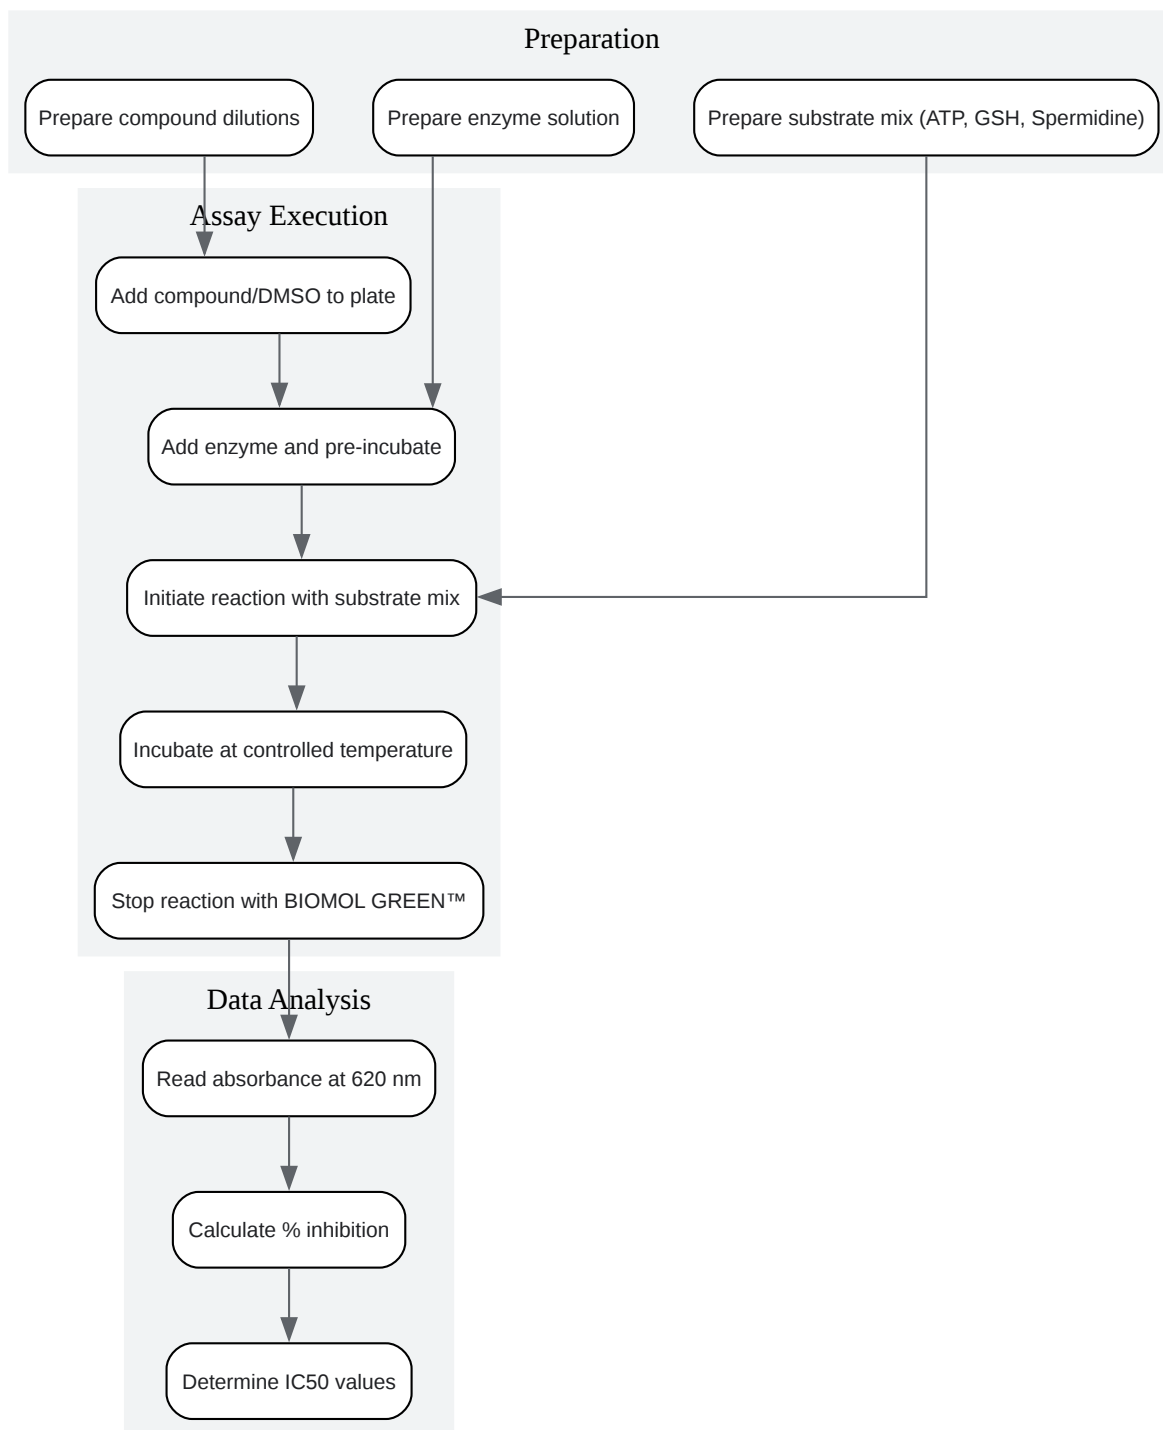 Preparation
Prepare compound dilutions
Prepare enzyme solution
Prepare substrate mix (ATP, GSH, Spermidine)
Assay Execution
Add compound/DMSO to plate
Add enzyme and pre-incubate
Initiate reaction with substrate mix
Incubate at controlled temperature
Stop reaction with BIOMOL GREEN™
Data Analysis
Read absorbance at 620 nm
Calculate % inhibition
Determine IC50 values